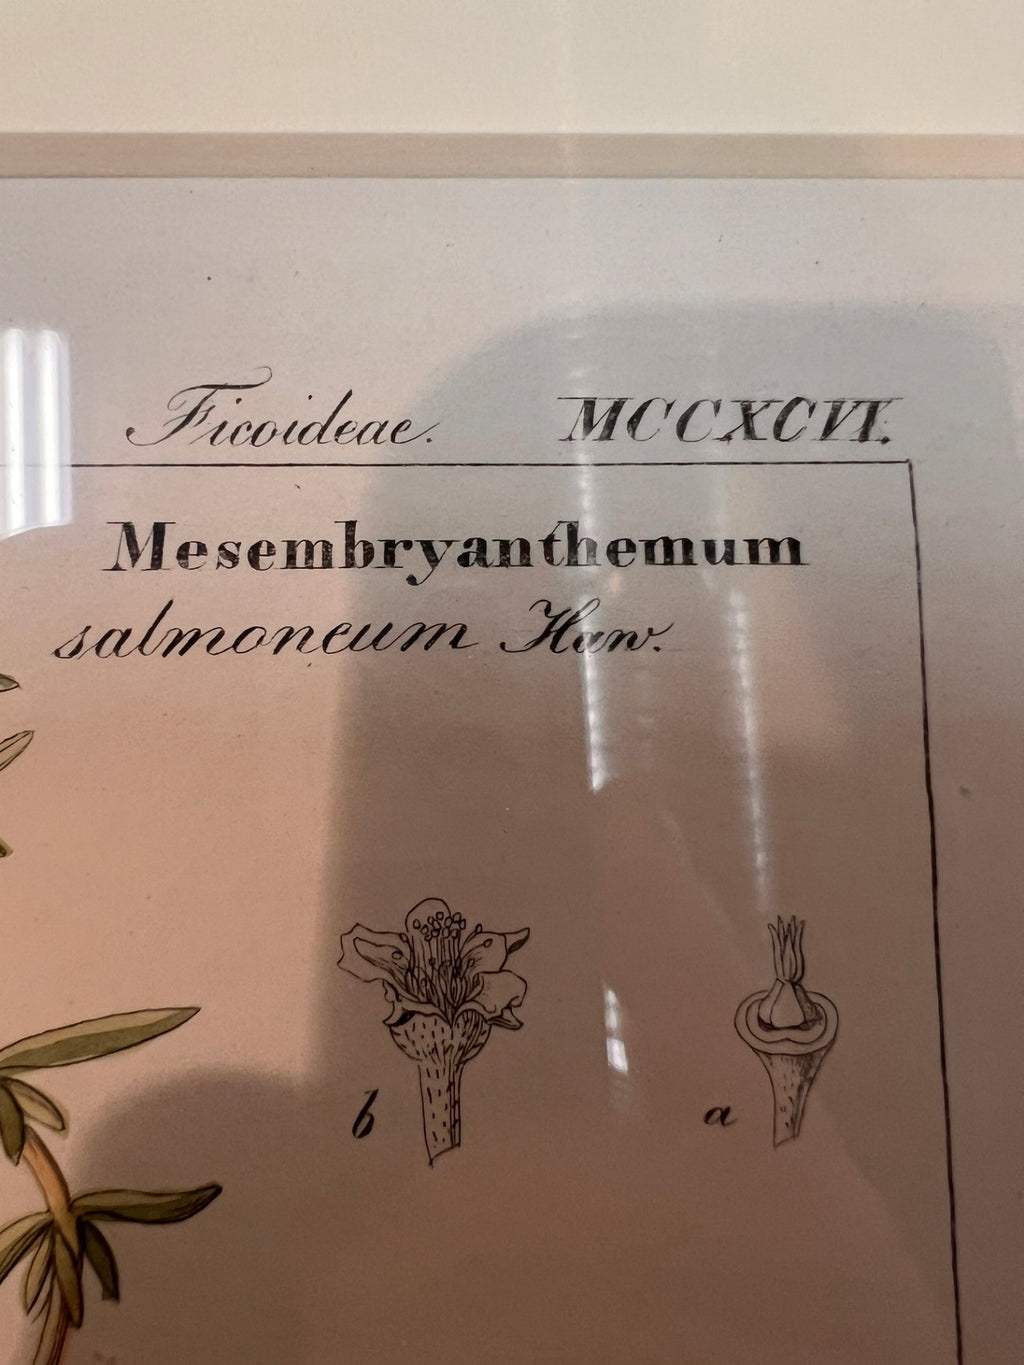 Ficoideae. MCCXCVI.
Mesembryanthemum
salmoneum Haw.
b a